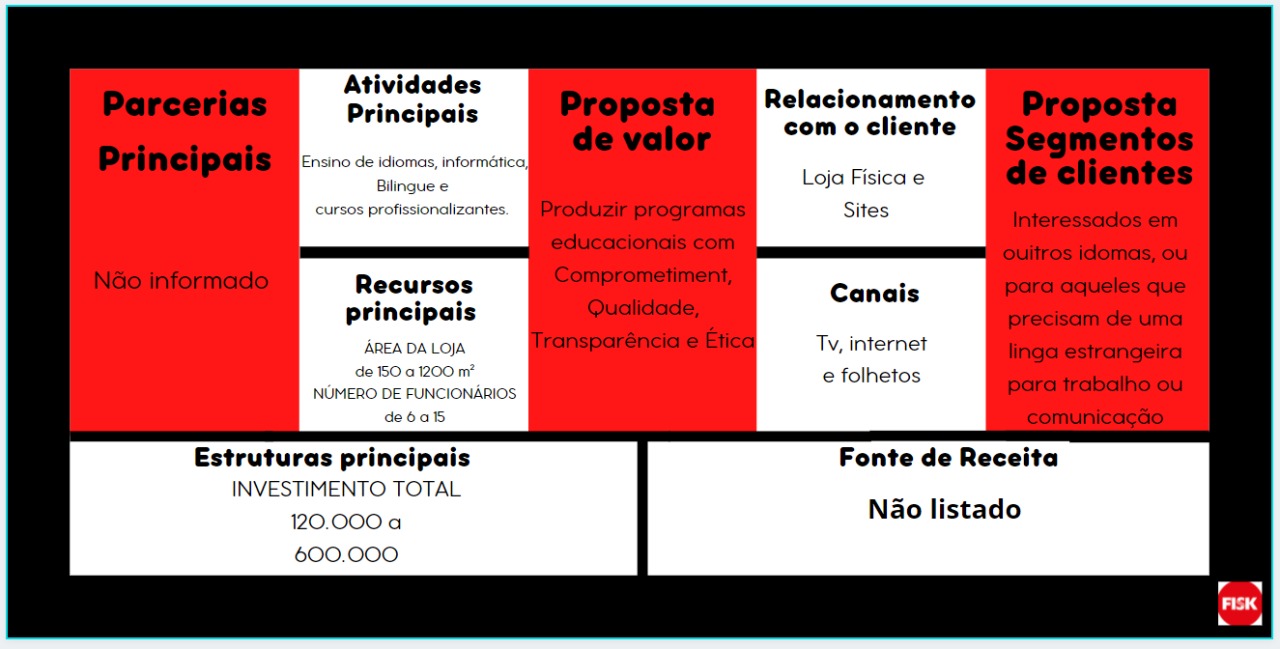 Parcerias
Principais
Não informado
Atividades
Principais
Ensino de idiomas, informática,
Bilingue e
cursos profissionalizantes.
Recursos
principais
ÁREA DA LOJA
de 150 a 1200 m²
NÚMERO DE FUNCIONÁRIOS
de 6 a 15
Proposta
de valor
Produzir programas
educacionais com
Comprometiment,
Qualidade,
Transparência e Ética
Relacionamento
com o cliente
Loja Física e
Sites
Canais
Tv, internet
e folhetos
Proposta
Segmentos
de clientes
Interessados em
ouitros idomas, ou
para aqueles que
precisam de uma
linga estrangeira
para trabalho ou
comunicação
Estruturas principais
INVESTIMENTO TOTAL
120.000 a
600.000
Fonte de Receita
Não listado
FISK